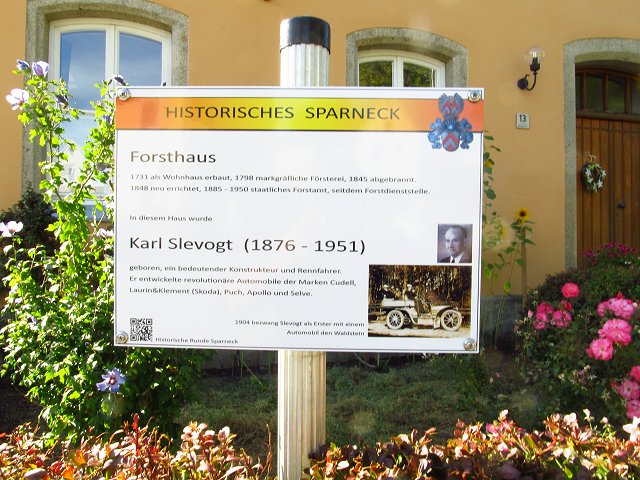 HISTORISCHES SPARNECK
Forsthaus
1731 als Wohnhaus erbaut, 1798 markgräfliche Försterei, 1845 abgebrannt.
1848 neu errichtet, 1885 - 1950 staatliches Forstamt, seitdem Forstdienststelle.
In diesem Haus wurde
Karl Slevogt (1876 - 1951)
geboren, ein bedeutender Konstrukteur und Rennfahrer.
Er entwickelte revolutionäre Automobile der Marken Cudell,
Laurin&Klement (Skoda), Puch, Apollo und Selve.
1904 bezwang Slevogt als Erster mit einem
Automobil den Waldstein
Historische Runde Sparneck
13